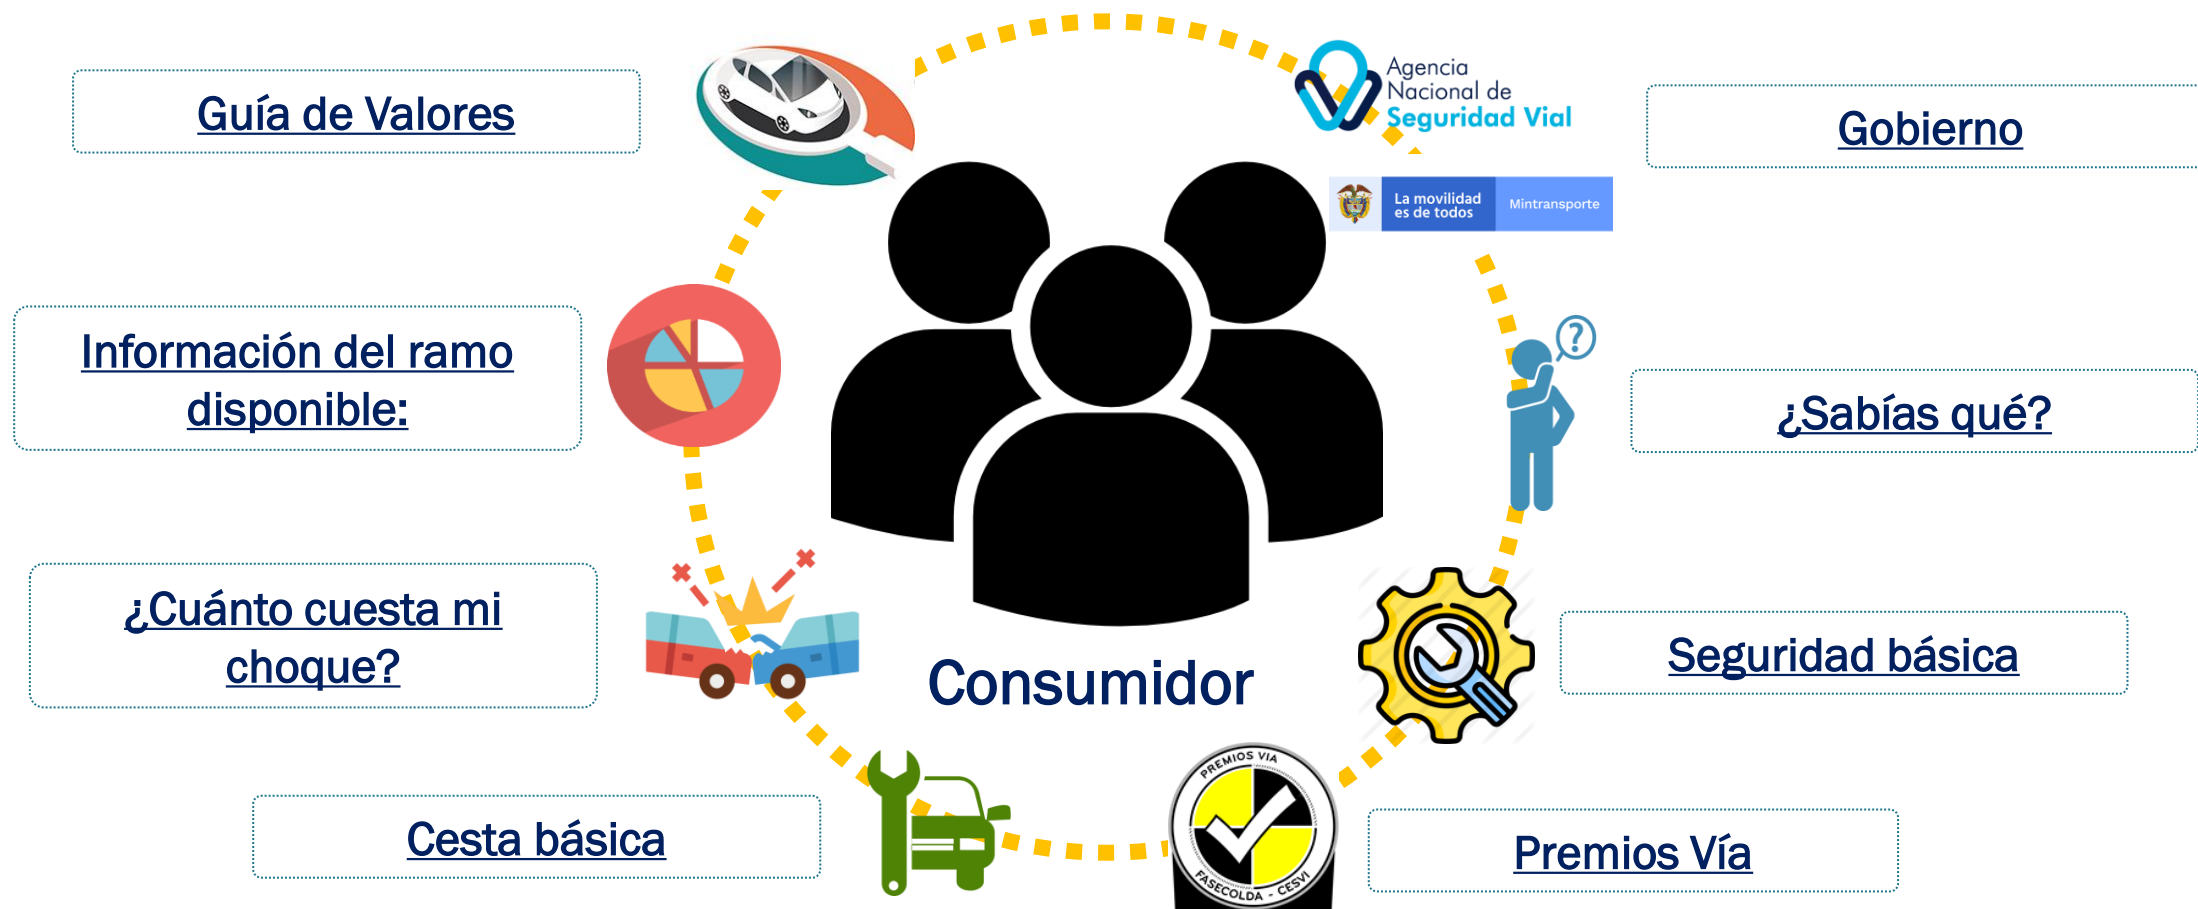 Guía de Valores
Agencia
Nacional de
Seguridad Vial
Gobierno
La movilidad
es de todos
Mintransporte
Información del ramo
disponible:
?
¿Sabías qué?
¿Cuánto cuesta mi
choque?
Consumidor
Seguridad básica
Cesta básica
PREMIOS VIA
FASECOLDA - CESVI
Premios Vía